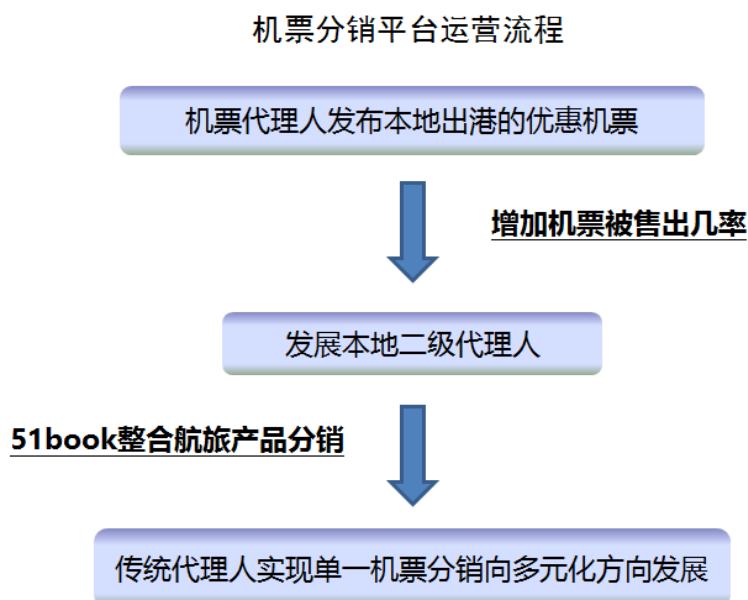 机票分销平台运营流程
机票代理人发布本地出港的优惠机票
增加机票被售出几率
发展本地二级代理人
51book整合航旅产品分销
传统代理人实现单一机票分销向多元化方向发展